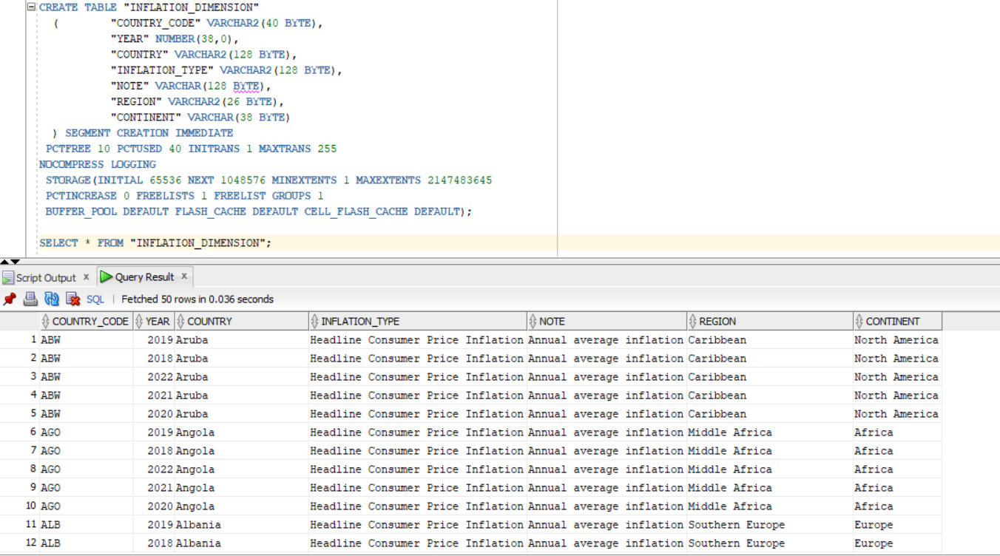 CREATE TABLE "INFLATION_DIMENSION"
( "COUNTRY_CODE" VARCHAR2(40 BYTE),
"YEAR" NUMBER(38,0),
"COUNTRY" VARCHAR2(128 BYTE),
"INFLATION_TYPE" VARCHAR2(128 BYTE),
"NOTE" VARCHAR(128 BYTE),
"REGION" VARCHAR2(26 BYTE),
"CONTINENT" VARCHAR(38 BYTE)
) SEGMENT CREATION IMMEDIATE
PCTFREE 10 PCTUSED 40 INITRANS 1 MAXTRANS 255
NOCOMPRESS LOGGING
STORAGE(INITIAL 65536 NEXT 1048576 MINEXTENTS 1 MAXEXTENTS 2147483645
PCTINCREASE 0 FREELISTS 1 FREELIST GROUPS 1
BUFFER_POOL DEFAULT FLASH_CACHE DEFAULT CELL_FLASH_CACHE DEFAULT);
SELECT * FROM "INFLATION_DIMENSION";
Script Output x Query Result x
SQL | Fetched 50 rows in 0.036 seconds
COUNTRY_CODE YEAR COUNTRY INFLATION_TYPE NOTE REGION CONTINENT
1 ABW 2019 Aruba Headline Consumer Price Inflation Annual average inflation Caribbean North America
2 ABW 2018 Aruba Headline Consumer Price Inflation Annual average inflation Caribbean North America
3 ABW 2022 Aruba Headline Consumer Price Inflation Annual average inflation Caribbean North America
4 ABW 2021 Aruba Headline Consumer Price Inflation Annual average inflation Caribbean North America
5 ABW 2020 Aruba Headline Consumer Price Inflation Annual average inflation Caribbean North America
6 AGO 2019 Angola Headline Consumer Price Inflation Annual average inflation Middle Africa Africa
7 AGO 2018 Angola Headline Consumer Price Inflation Annual average inflation Middle Africa Africa
8 AGO 2022 Angola Headline Consumer Price Inflation Annual average inflation Middle Africa Africa
9 AGO 2021 Angola Headline Consumer Price Inflation Annual average inflation Middle Africa Africa
10 AGO 2020 Angola Headline Consumer Price Inflation Annual average inflation Middle Africa Africa
11 ALB 2019 Albania Headline Consumer Price Inflation Annual average inflation Southern Europe Europe
12 ALB 2018 Albania Headline Consumer Price Inflation Annual average inflation Southern Europe Europe